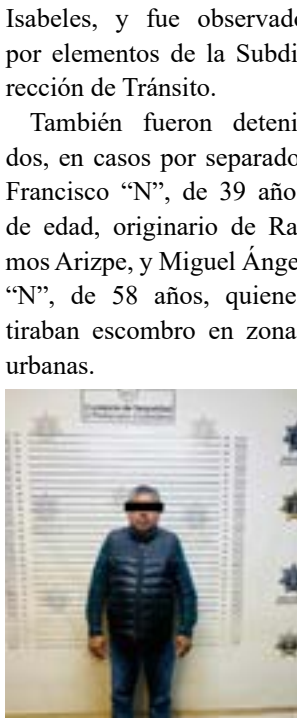 Isabeles, y fue observado
por elementos de la Subdi
rección de Tránsito.
También fueron deteni
dos, en casos por separado
Francisco “N”, de 39 año
de edad, originario de Ra
mos Arizpe, y Miguel Ánge
“N”, de 58 años, quiene
tiraban escombro en zona
urbanas.